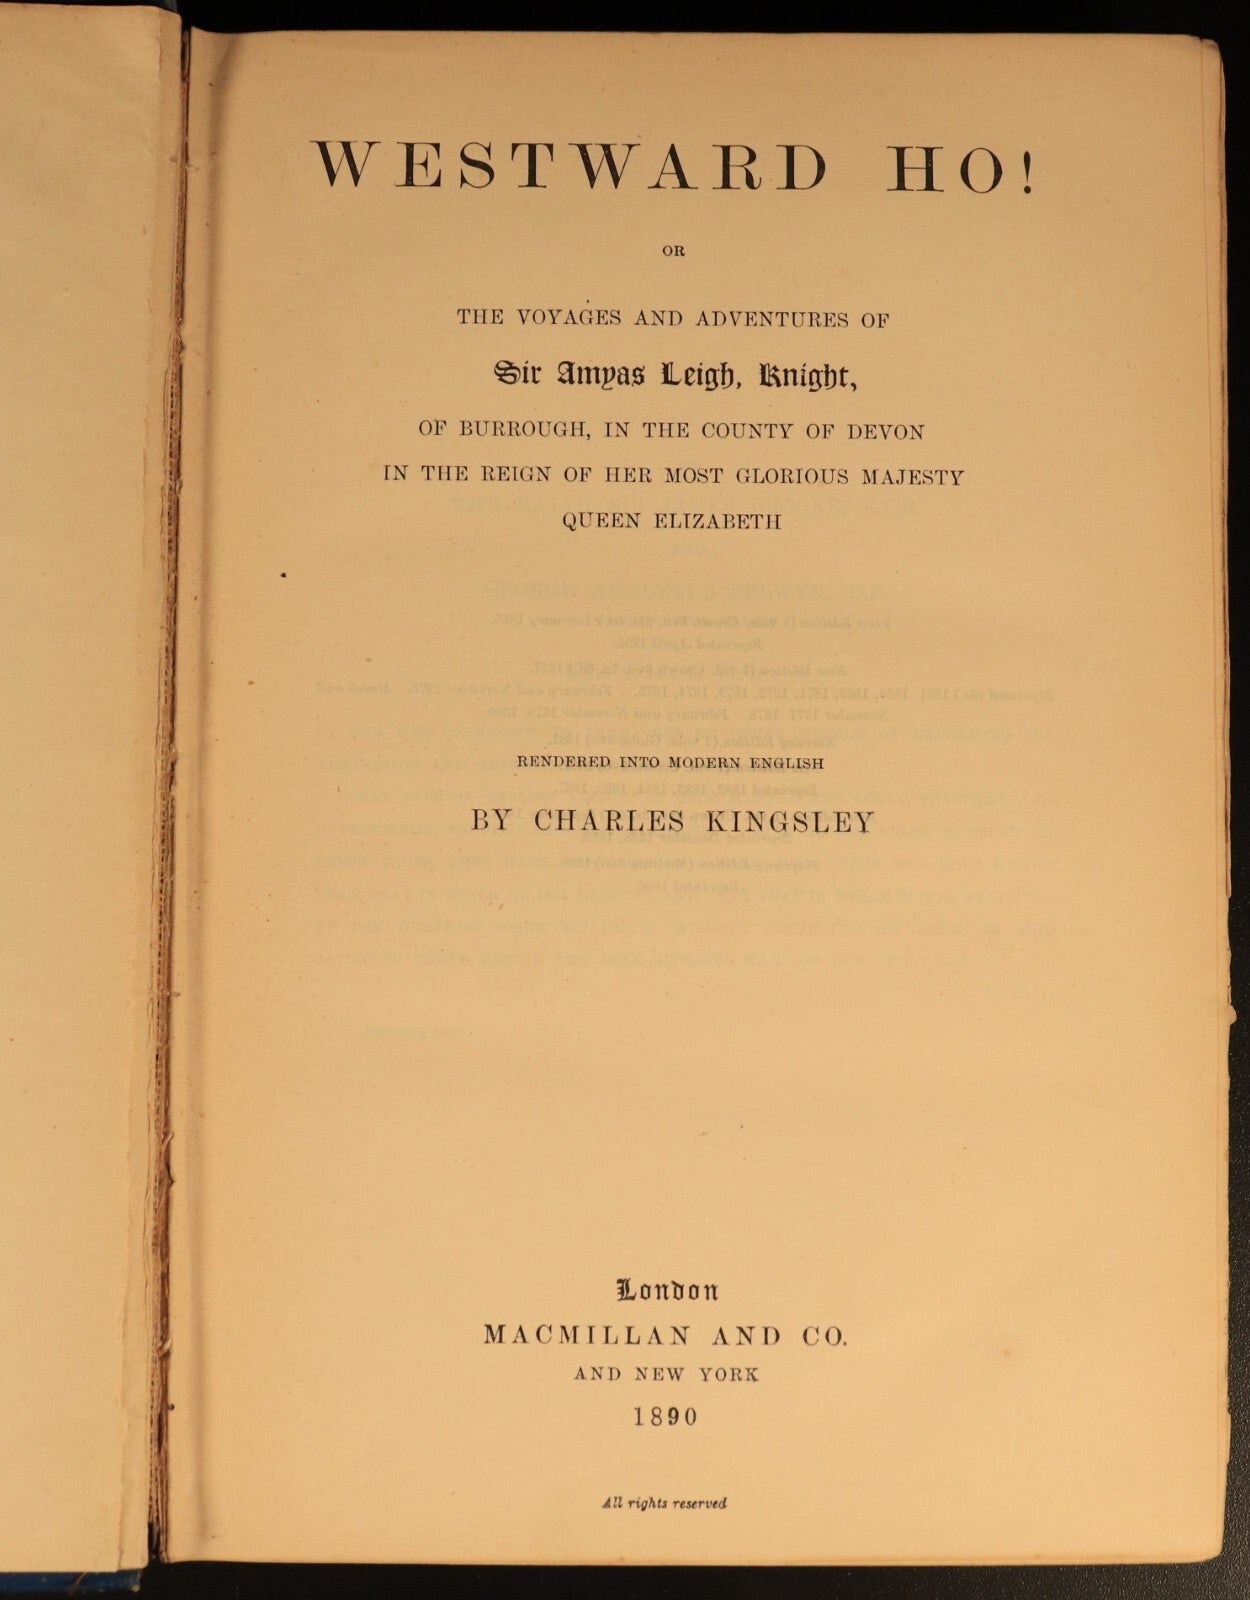 WESTWARD HO!
OR
THE VOYAGES AND ADVENTURES OF
Sir Amyas Leigh, Knight,
OF BURROUGH, IN THE COUNTY OF DEVON
IN THE REIGN OF HER MOST GLORIOUS MAJESTY
QUEEN ELIZABETH
RENDERED INTO MODERN ENGLISH
BY CHARLES KINGSLEY
London
MACMILLAN AND CO.
AND NEW YORK
1890
All rights reserved